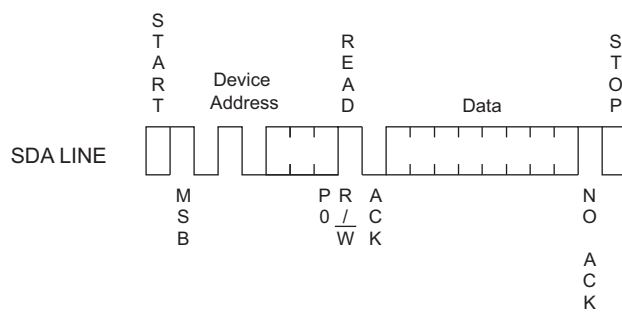 START
Device
Address
READ
Data
STOP
SDA LINE
MSB
P0
R/W
ACK
NO ACK